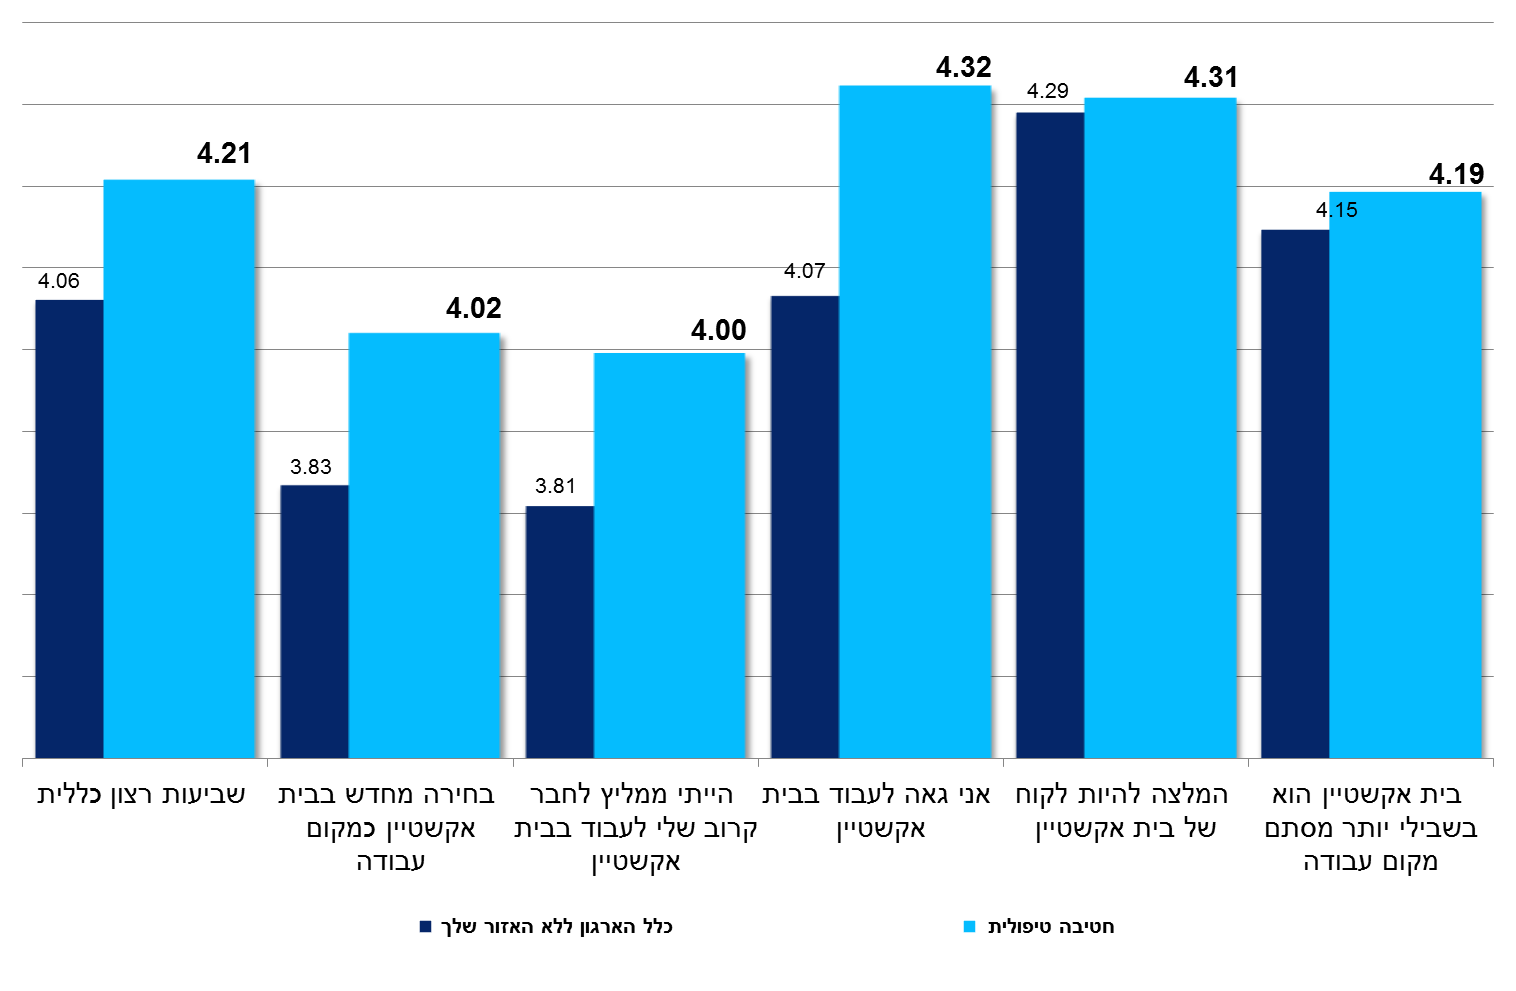 4.32
4.31
4.29
4.21
4.19
4.15
4.07
4.06
4.02
4.00
3.83
3.81
שביעות רצון כללית
בחירה מחדש בבית
אקשטיין כמקום
עבודה
הייתי ממליץ לחבר
קרוב שלי לעבוד בבית
אקשטיין
אני גאה לעבוד בבית
אקשטיין
המלצה להיות לקוח
של בית אקשטיין
בית אקשטיין הוא
בשבילי יותר מסתם
מקום עבודה
כלל הארגון ללא האזור שלך
חטיבה טיפולית